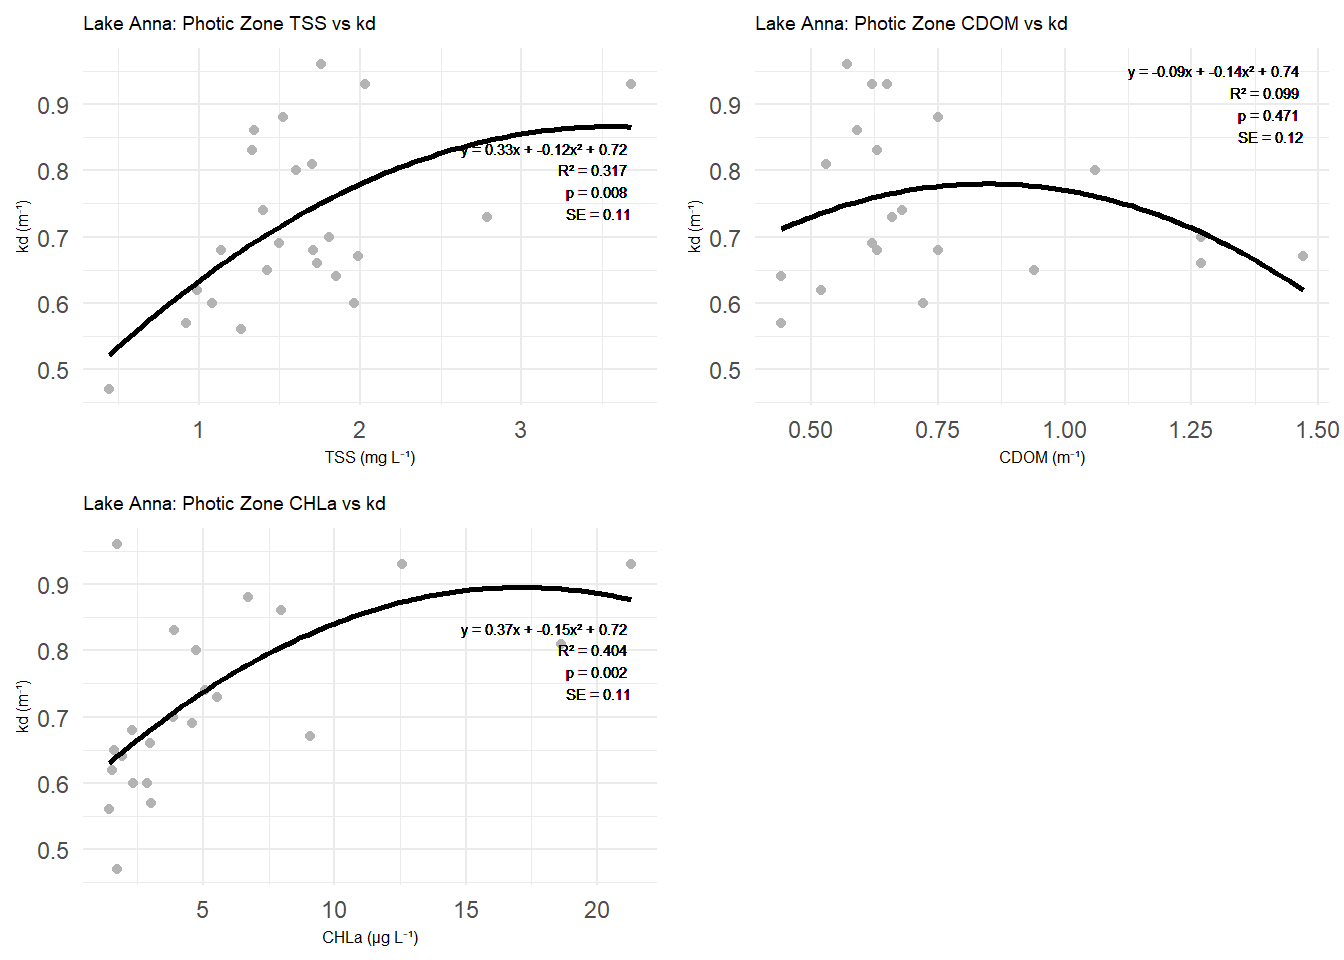 Lake Anna: Photic Zone TSS vs kd
kd (m⁻¹)
0.9
0.8
0.7
0.6
0.5
y = 0.33x + -0.12x² + 0.72
R² = 0.317
p = 0.008
SE = 0.11
1 2 3
TSS (mg L⁻¹)
Lake Anna: Photic Zone CDOM vs kd
kd (m⁻¹)
0.9
0.8
0.7
0.6
0.5
y = -0.09x + -0.14x² + 0.74
R² = 0.099
p = 0.471
SE = 0.12
0.50 0.75 1.00 1.25 1.50
CDOM (m⁻¹)
Lake Anna: Photic Zone CHLa vs kd
kd (m⁻¹)
0.9
0.8
0.7
0.6
0.5
y = 0.37x + -0.15x² + 0.72
R² = 0.404
p = 0.002
SE = 0.11
5 10 15 20
CHLa (µg L⁻¹)